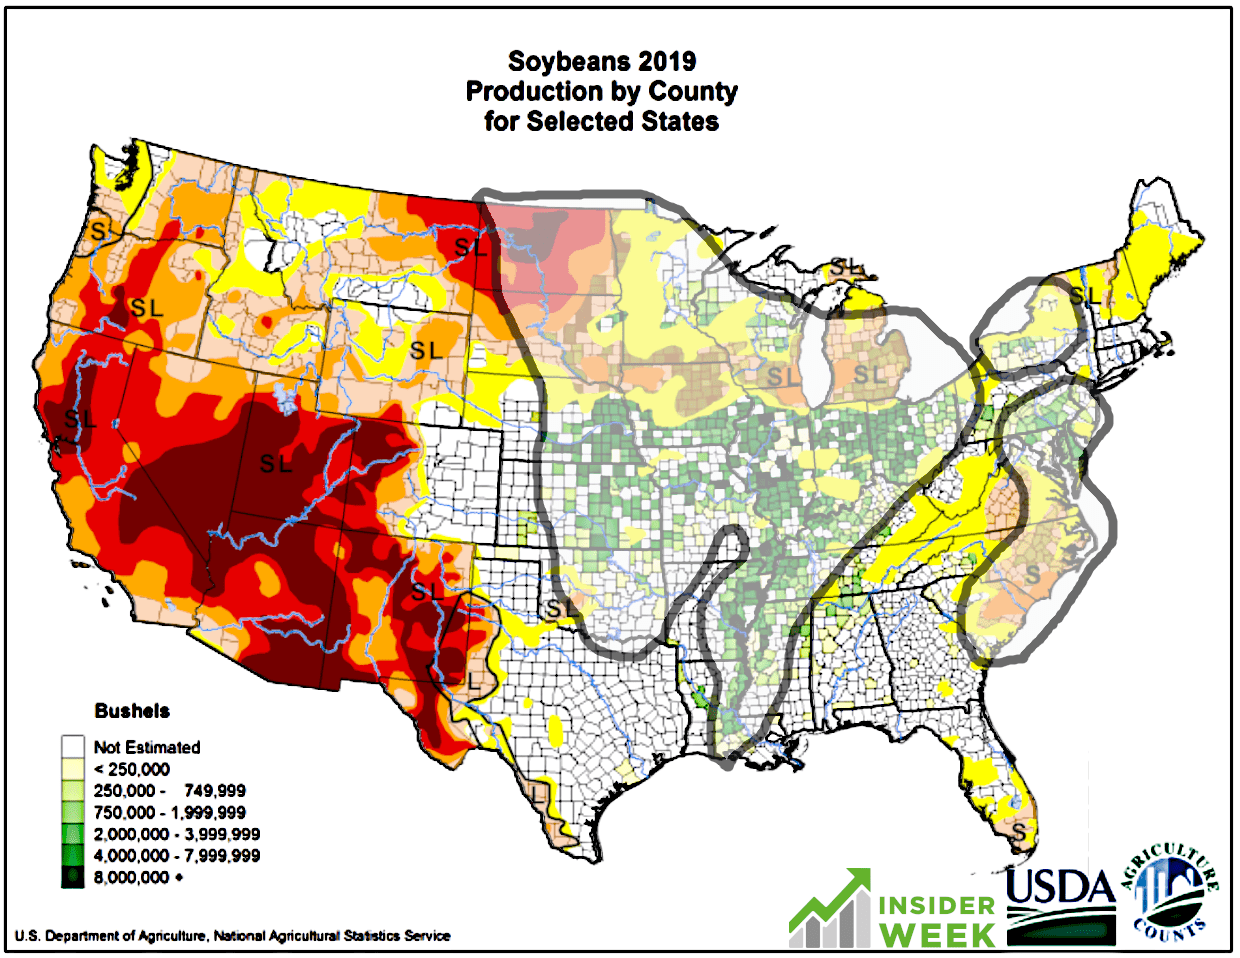 Soybeans 2019
Production by County
for Selected States
S
SL
SL
SL
SL
SL
SL
SL
SL
SL
SL
SL
S
L
L
S
Bushels
Not Estimated
< 250,000
250,000 - 749,999
750,000 - 1,999,999
2,000,000 - 3,999,999
4,000,000 - 7,999,999
8,000,000 +
U.S. Department of Agriculture, National Agricultural Statistics Service
INSIDER
WEEK
USDA
AGRICULTURE
COUNTS